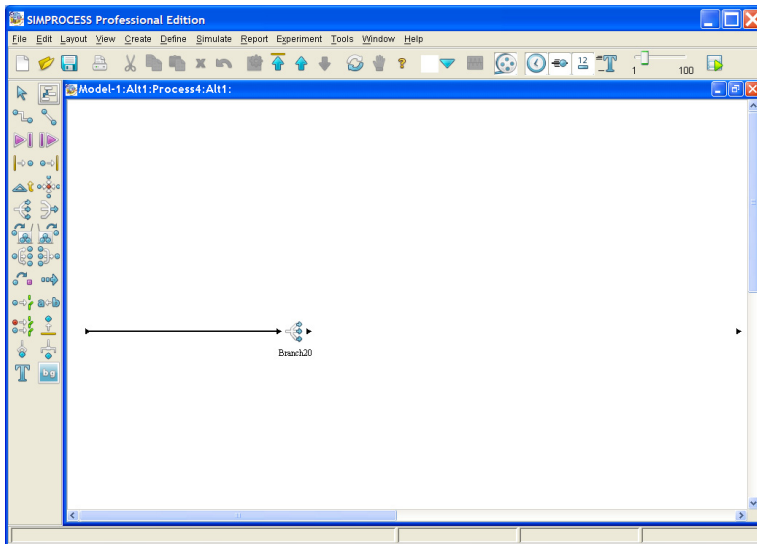 SIMPROCESS Professional Edition
File Edit Layout View Create Define Simulate Report Experiment Tools Window Help
12
1 100
Model-1:Alt1:Process4:Alt1:
a b
Branch20
T bg